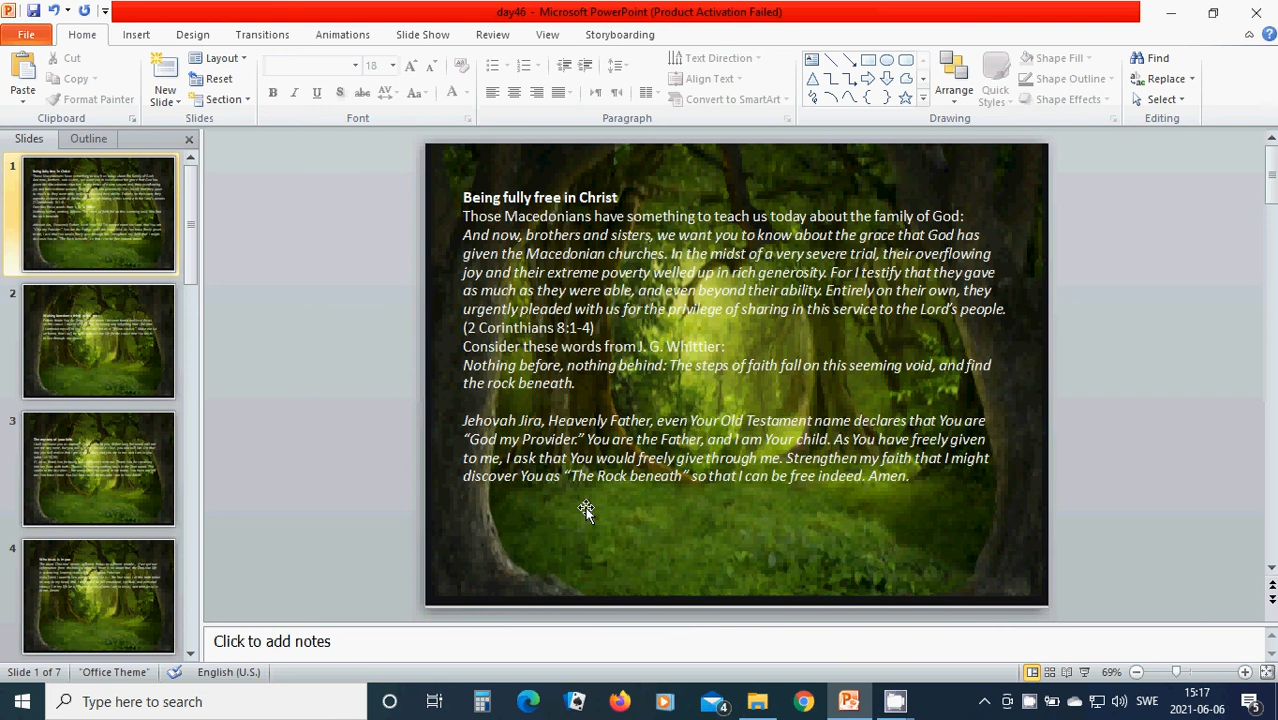 day46 - Microsoft PowerPoint (Product Activation Failed)
File Home Insert Design Transitions Animations Slide Show Review View Storyboarding
Paste
Cut
Copy
Format Painter
Clipboard
New Slide
Layout
Reset
Section
Slides
18
Font
Text Direction
Align Text
Convert to SmartArt
Paragraph
Arrange
Quick Styles
Shape Fill
Shape Outline
Shape Effects
Drawing
Find
Replace
Select
Editing
Slides Outline
1
2
3
4
Being fully free in Christ
Those Macedonians have something to teach us today about the family of God:
And now, brothers and sisters, we want you to know about the grace that God has
given the Macedonian churches. In the midst of a very severe trial, their overflowing
joy and their extreme poverty welled up in rich generosity. For I testify that they gave
as much as they were able, and even beyond their ability. Entirely on their own, they
urgently pleaded with us for the privilege of sharing in this service to the Lord's people.
(2 Corinthians 8:1-4)
Consider these words from J. G. Whittier:
Nothing before, nothing behind: The steps of faith fall on this seeming void, and find
the rock beneath.
Jehovah Jira, Heavenly Father, even Your Old Testament name declares that You are
“God my Provider.” You are the Father, and I am Your child. As You have freely given
to me, I ask that You would freely give through me. Strengthen my faith that I might
discover You as “The Rock beneath” so that I can be free indeed. Amen.
Click to add notes
Slide 1 of 7 "Office Theme" English (U.S.) 69%
Type here to search
4
SWE
15:17
2021-06-06
5